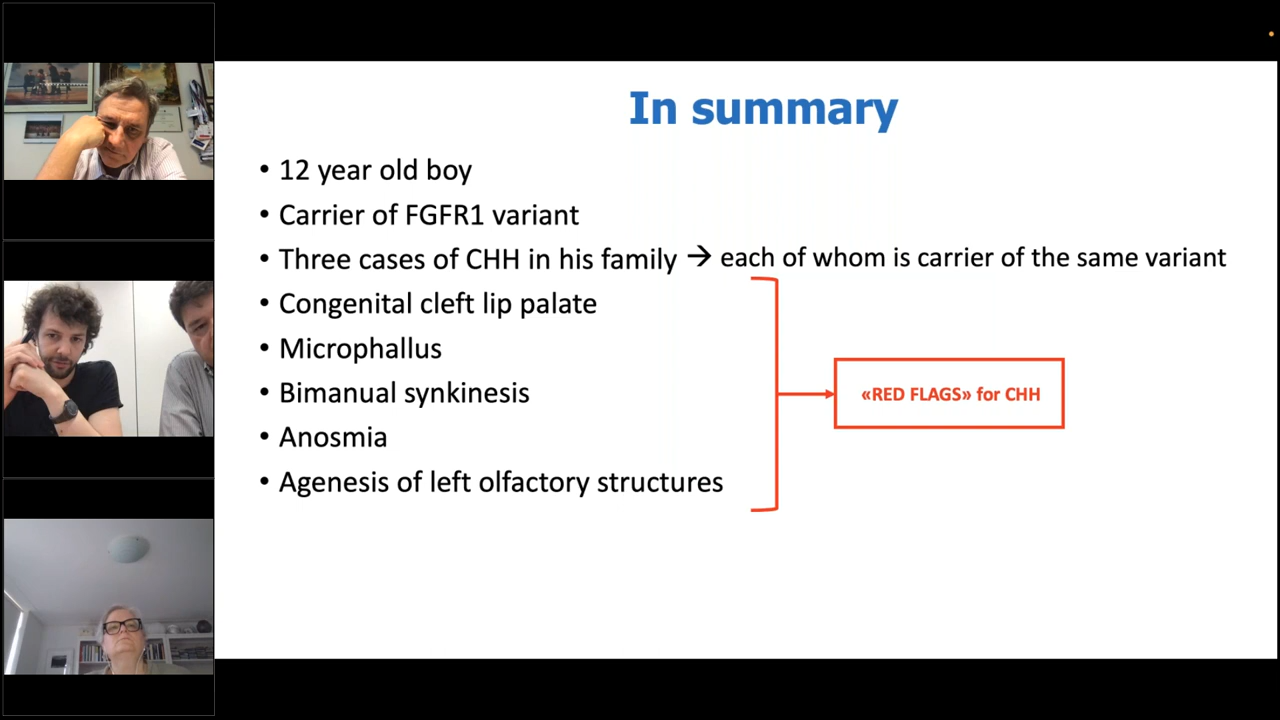 In summary
• 12 year old boy
• Carrier of FGFR1 variant
• Three cases of CHH in his family → each of whom is carrier of the same variant
• Congenital cleft lip palate
• Microphallus
• Bimanual synkinesis
• Anosmia
• Agenesis of left olfactory structures
«RED FLAGS» for CHH